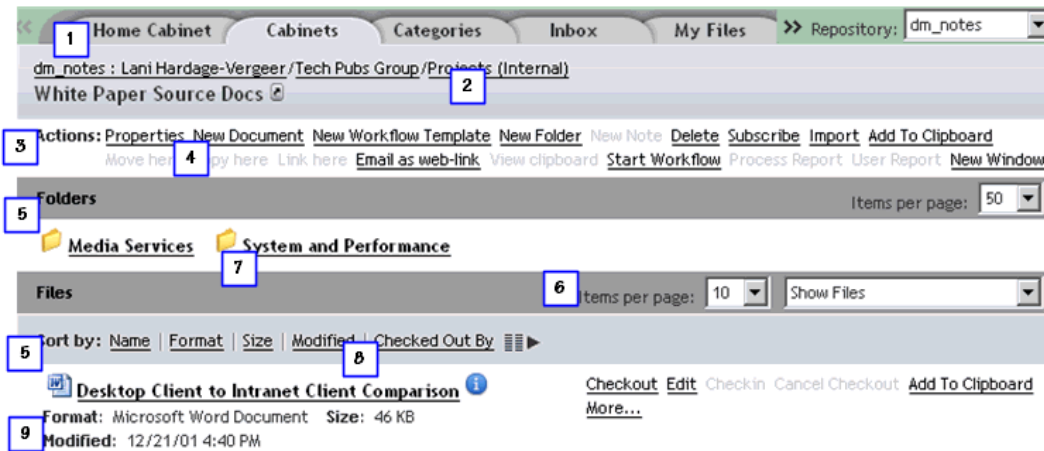 1 Home Cabinet Cabinets Categories Inbox My Files Repository: dm_notes
dm_notes : Lani Hardage-Vergeer /Tech Pubs Group /Projects (Internal)
2
White Paper Source Docs
3 Actions: Properties New Document New Workflow Template New Folder New Note Delete Subscribe Import Add To Clipboard
Move here 4 here Link here Email as web-link View clipboard Start Workflow Process Report User Report New Window
5 Folders Items per page: 50
Media Services System and Performance
7
Files 6 Items per page: 10 Show Files
5 Sort by: Name | Format | Size | Modified | Checked Out By
8
Desktop Client to Intranet Client Comparison Checkout Edit Checkin Cancel Checkout Add To Clipboard
More...
Format: Microsoft Word Document Size: 46 KB
9 Modified: 12/21/01 4:40 PM